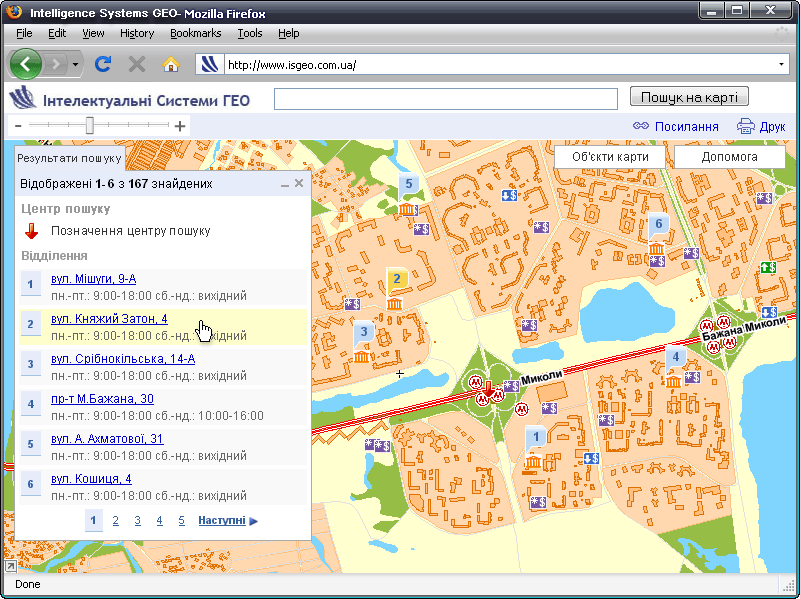 Intelligence Systems GEO- Mozilla Firefox
File Edit View History Bookmarks Tools Help
http://www.isgeo.com.ua/
Інтелектуальні Системи ГЕО
Пошук на карті
Посилання Друк
Результати пошуку
Об'єкти карти Допомога
Відображені 1-6 з 167 знайдених
Центр пошуку
Позначення центру пошуку
Відділення
1 вул. Мішуги, 9-А
пн.-пт.: 9:00-18:00 сб.-нд.: вихідний
2 вул. Княжий Затон, 4
пн.-пт.: 9:00-18:00 сб.-нд.: вихідний
3 вул. Срібнокільська, 14-А
пн.-пт.: 9:00-18:00 сб.-нд.: вихідний
4 пр-т М.Бажана, 30
пн.-пт.: 9:00-18:00 сб.-нд.: 10:00-16:00
5 вул. А. Ахматової, 31
пн.-пт.: 9:00-18:00 сб.-нд.: вихідний
6 вул. Кошиця, 4
пн.-пт.: 9:00-18:00 сб.-нд.: вихідний
1 2 3 4 5 Наступні
5
6
2
3
Бажана Миколи
4
Миколи
1
Done